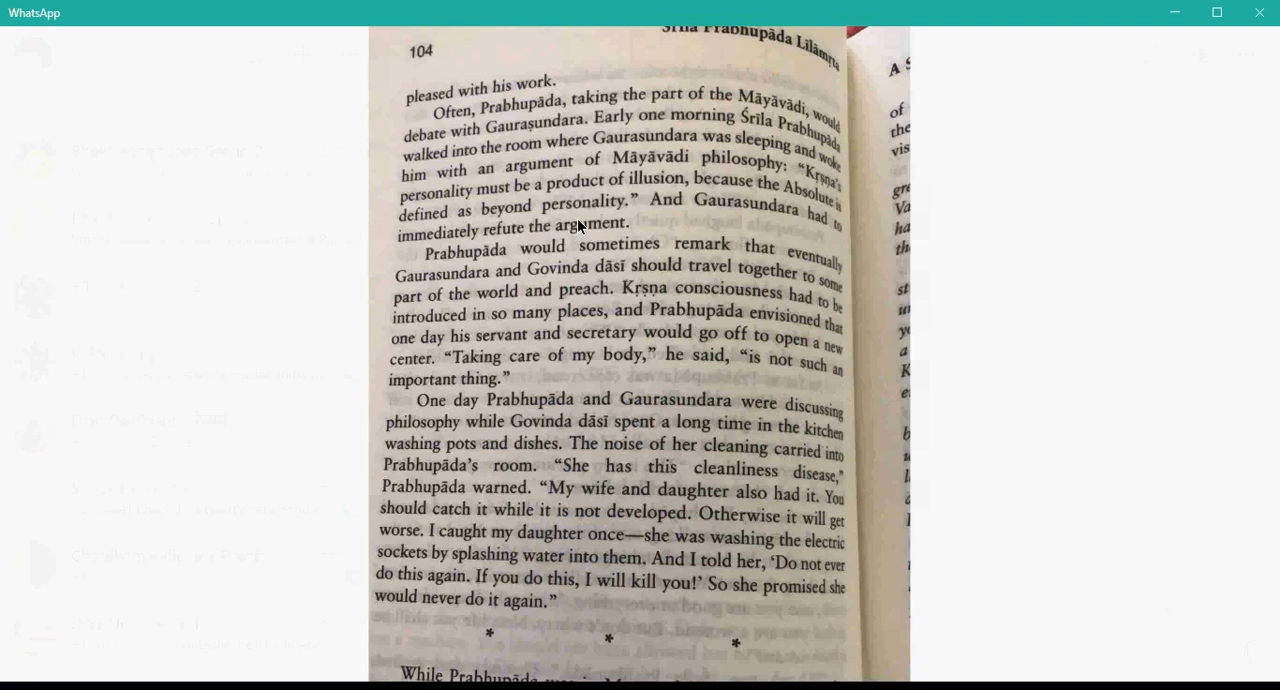 WhatsApp
104
Śrīla Prabhupāda Līlāmṛta
pleased with his work.
Often, Prabhupāda, taking the part of the Māyāvādi, would
debate with Gaurasundara. Early one morning Śrīla Prabhupāda
walked into the room where Gaurasundara was sleeping and woke
him with an argument of Māyāvādi philosophy: “Kṛṣṇa's
personality must be a product of illusion, because the Absolute is
defined as beyond personality.” And Gaurasundara had to
immediately refute the argument.
Prabhupāda would sometimes remark that eventually
Gaurasundara and Govinda dāsī should travel together to some
part of the world and preach. Kṛṣṇa consciousness had to be
introduced in so many places, and Prabhupāda envisioned that
one day his servant and secretary would go off to open a new
center. “Taking care of my body,” he said, “is not such an
important thing.”
One day Prabhupāda and Gaurasundara were discussing
philosophy while Govinda dāsī spent a long time in the kitchen
washing pots and dishes. The noise of her cleaning carried into
Prabhupāda's room. “She has this cleanliness disease,”
Prabhupāda warned. “My wife and daughter also had it. You
should catch it while it is not developed. Otherwise it will get
worse. I caught my daughter once—she was washing the electric
sockets by splashing water into them. And I told her, ‘Do not ever
do this again. If you do this, I will kill you!’ So she promised she
would never do it again.”
* * *
While Prabhupāda
A
of
the
vis
gre
Va
ha
th